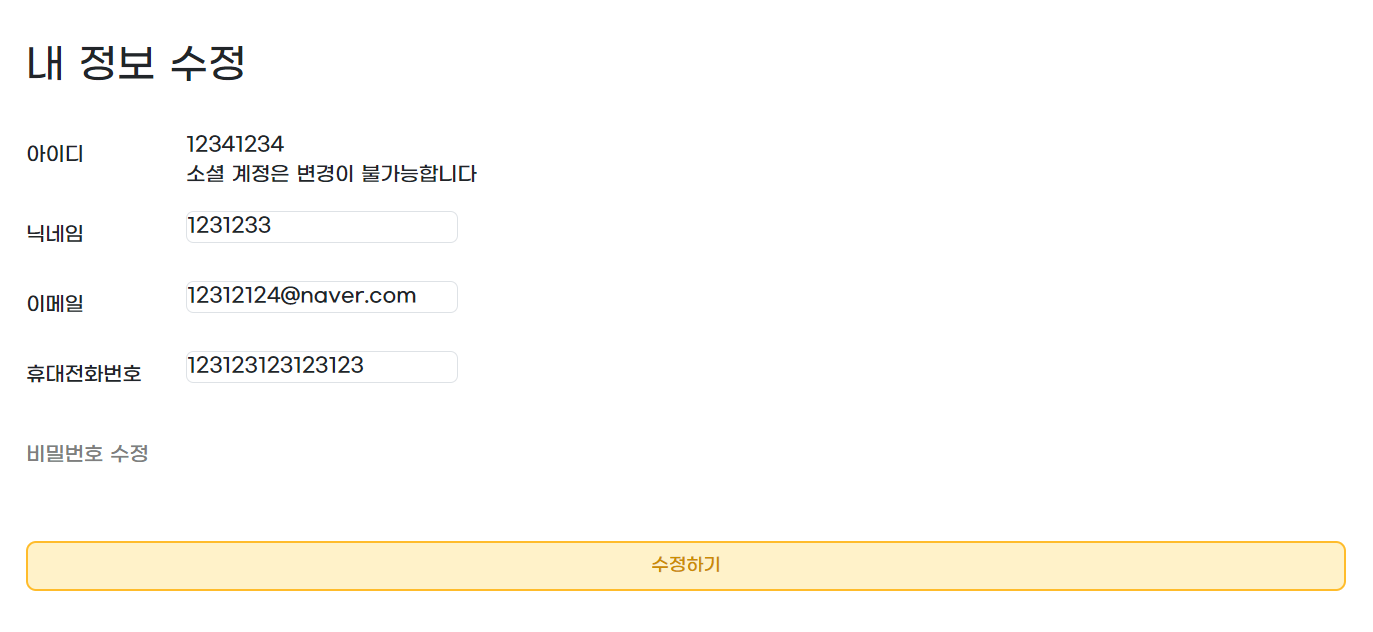 내 정보 수정
아이디
12341234
소셜 계정은 변경이 불가능합니다
닉네임
1231233
이메일
12312124@naver.com
휴대전화번호
123123123123123
비밀번호 수정
수정하기